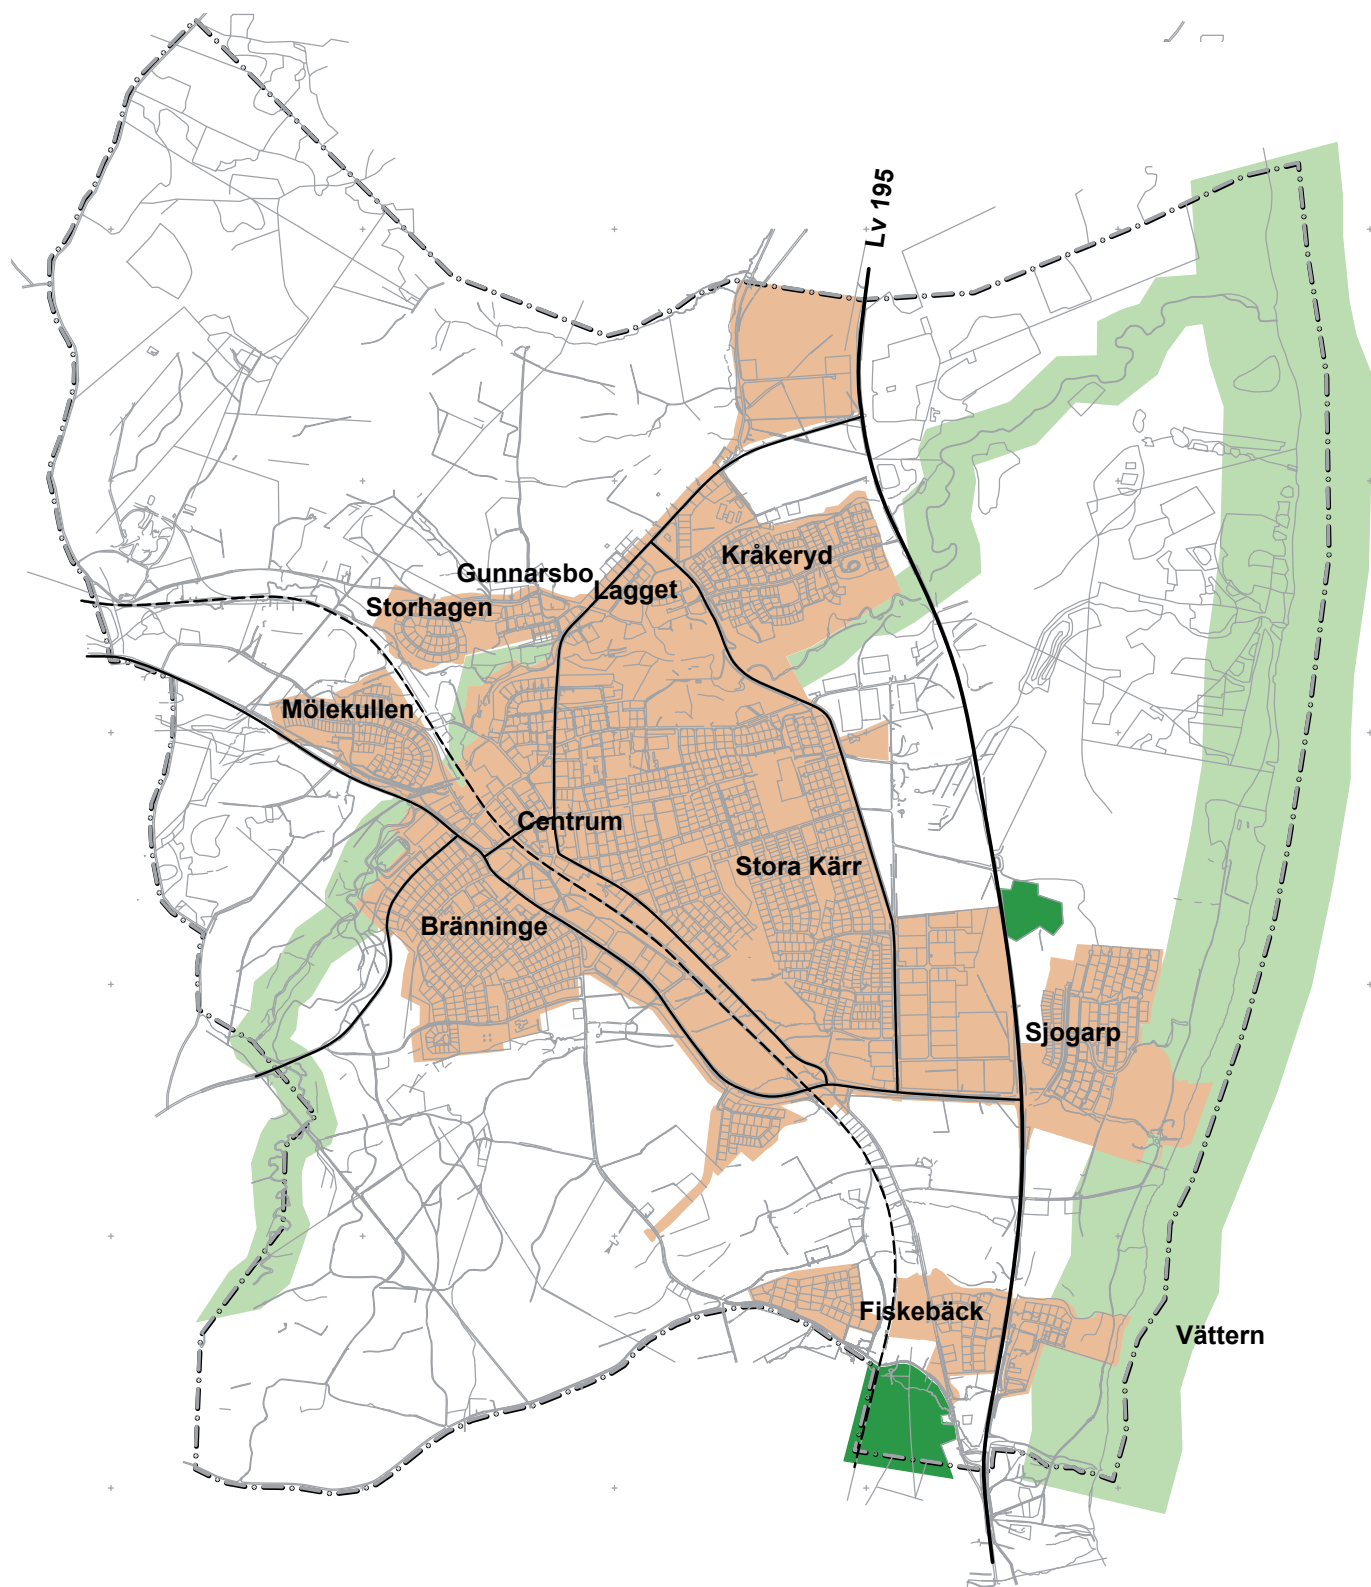 Lv 195
Kråkeryd
Gunnarsbo
Lagget
Storhagen
Mölekullen
Centrum
Stora Kärr
Bränninge
Sjogarp
Fiskebäck
Vättern